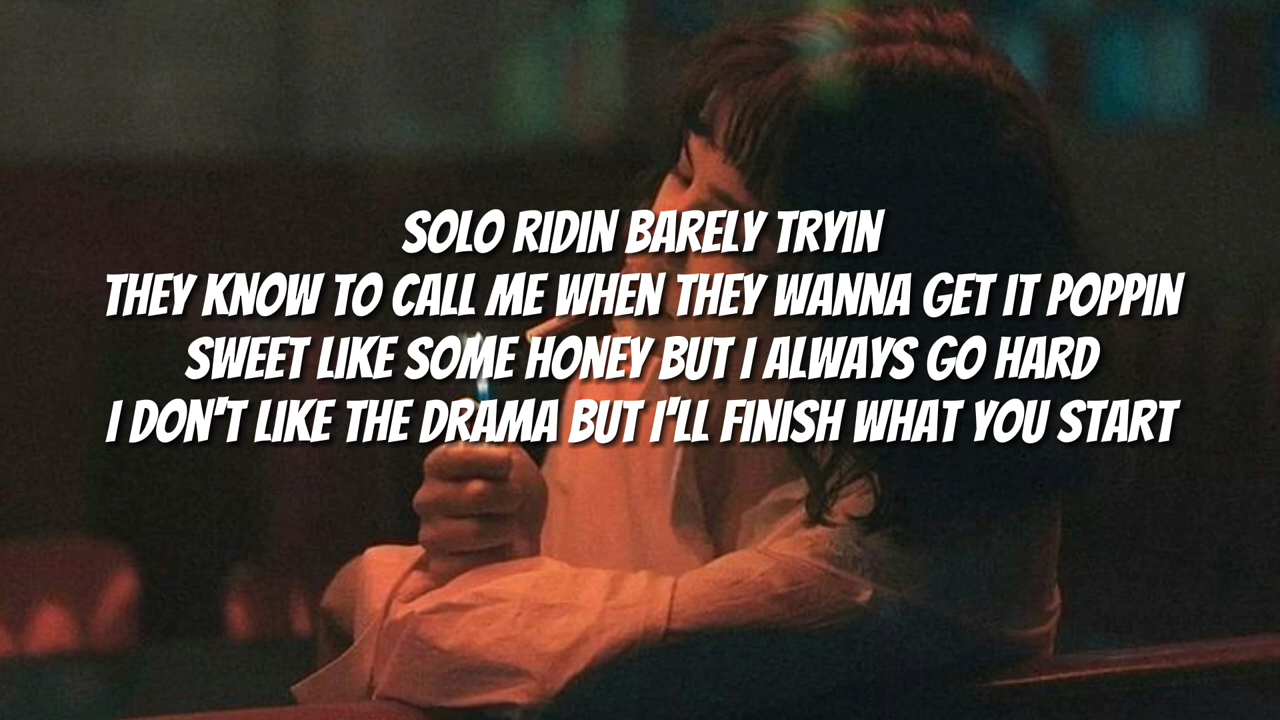 SOLO RIDIN BARELY TRYIN
THEY KNOW TO CALL ME WHEN THEY WANNA GET IT POPPIN
SWEET LIKE SOME HONEY BUT I ALWAYS GO HARD
I DON'T LIKE THE DRAMA BUT I'LL FINISH WHAT YOU START